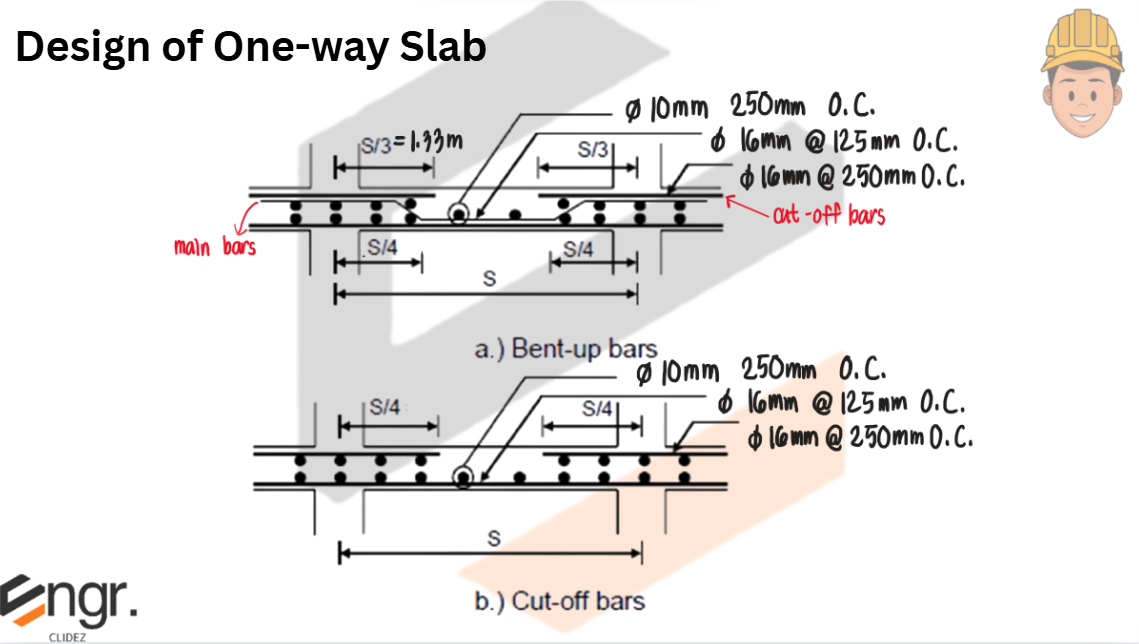 Design of One-way Slab
ϕ 10mm 250mm O.C.
ϕ 16mm @ 125mm O.C.
ϕ 16mm @ 250mm O.C.
S/3 = 1.33m
S/3
cut-off bars
main bars
S/4
S/4
S
a.) Bent-up bars
ϕ 10mm 250mm O.C.
ϕ 16mm @ 125mm O.C.
ϕ 16mm @ 250mm O.C.
S/4
S/4
S
b.) Cut-off bars
Engr.
CLIDEZ